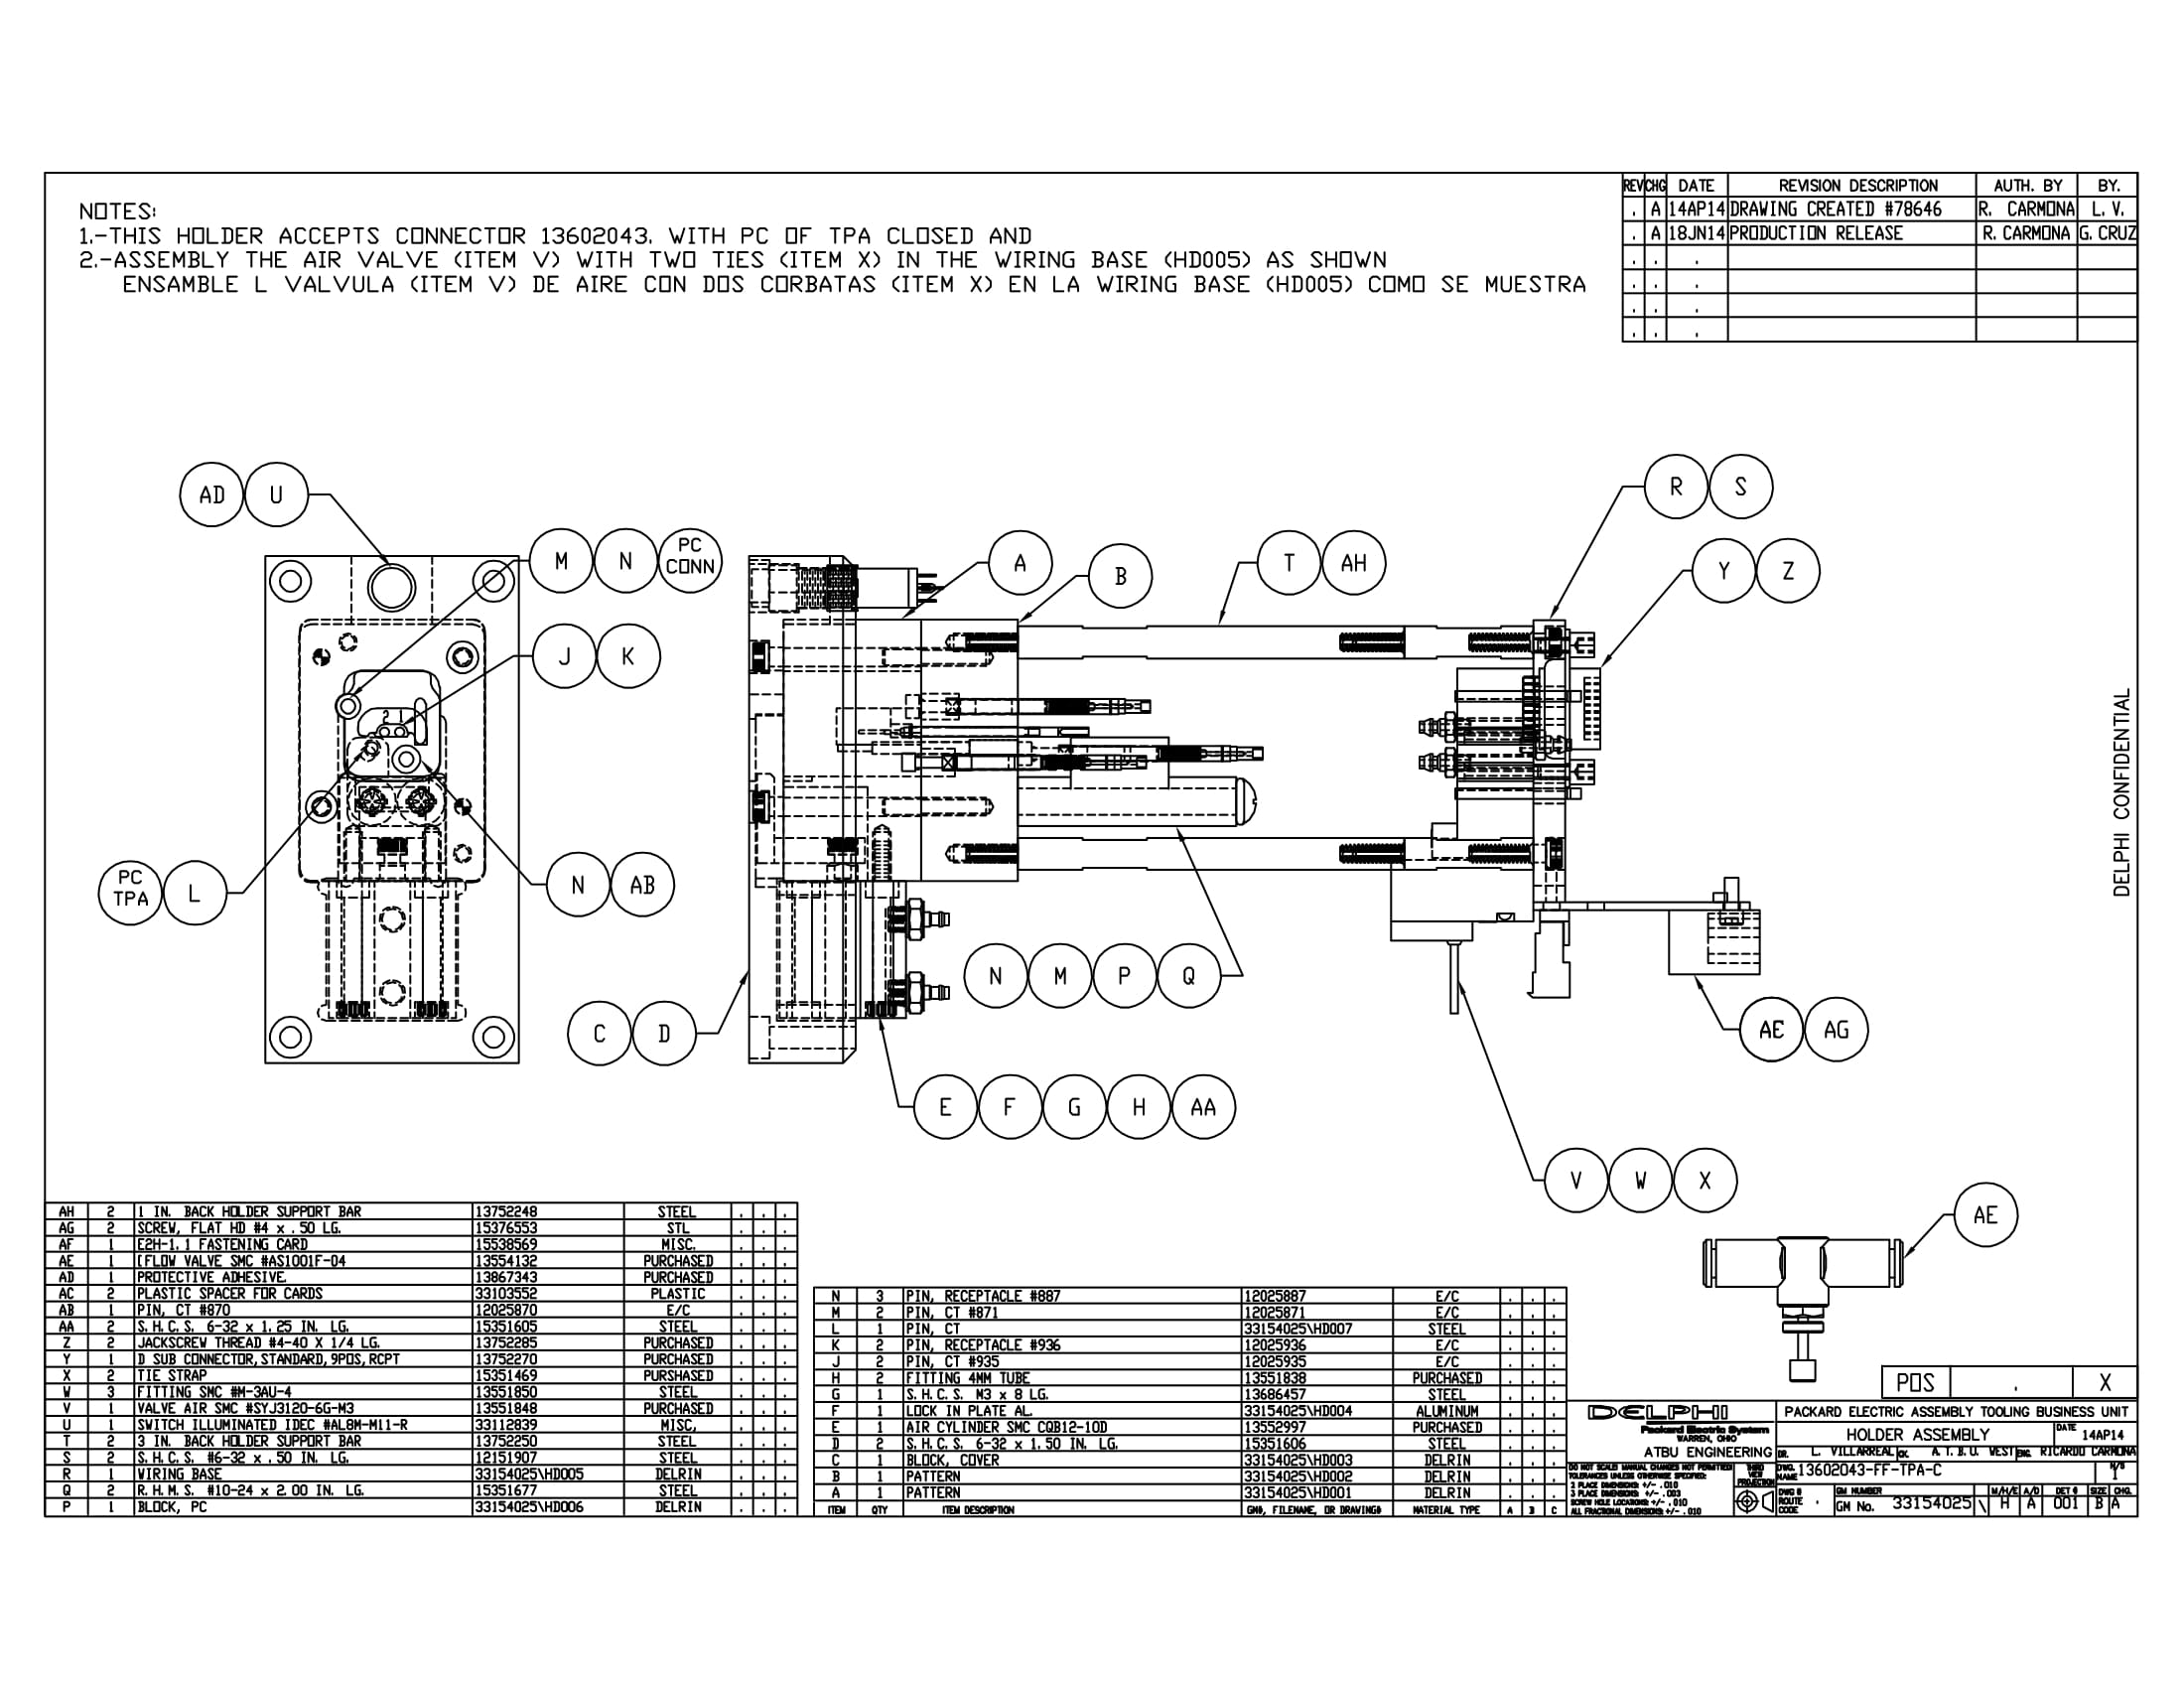 NOTES:
1.-THIS HOLDER ACCEPTS CONNECTOR 13602043. WITH PC OF TPA CLOSED AND
2.-ASSEMBLY THE AIR VALVE (ITEM V) WITH TWO TIES (ITEM X) IN THE WIRING BASE (HD005) AS SHOWN
ENSAMBLE L VALVULA (ITEM V) DE AIRE CON DOS CORBATAS (ITEM X) EN LA WIRING BASE (HD005) COMO SE MUESTRA
REV CHG DATE REVISION DESCRIPTION AUTH. BY BY.
. A 14AP14 DRAWING CREATED #78646 R. CARMONA L. V.
. A 18JN14 PRODUCTION RELEASE R. CARMONA G. CRUZ
. . .
. . .
. . .
. . .
AD U
M N PC CONN
J K
2 1
PC TPA L
N AB
A
B
T AH
R S
Y Z
C D
N M P Q
E F G H AA
AE AG
V W X
AE
DELPHI CONFIDENTIAL
AH 2 1 IN. BACK HOLDER SUPPORT BAR 13752248 STEEL . . .
AG 2 SCREW, FLAT HD #4 x .50 LG. 15376553 STL . . .
AF 1 E2H-1.1 FASTENING CARD 15538569 MISC. . . .
AE 1 [FLOW VALVE SMC #AS1001F-04 13554132 PURCHASED . . .
AD 1 PROTECTIVE ADHESIVE. 13867343 PURCHASED . . .
AC 2 PLASTIC SPACER FOR CARDS 33103552 PLASTIC . . .
AB 1 PIN, CT #870 12025870 E/C . . .
AA 2 S.H.C.S. 6-32 x 1.25 IN. LG. 15351605 STEEL . . .
Z 2 JACKSCREW THREAD #4-40 X 1/4 LG. 13752285 PURCHASED . . .
Y 1 D SUB CONNECTOR,STANDARD,9POS,RCPT 13752270 PURCHASED . . .
X 2 TIE STRAP 15351469 PURSHASED . . .
W 3 FITTING SMC #M-3AU-4 13551850 STEEL . . .
V 1 VALVE AIR SMC #SYJ3120-6G-M3 13551848 PURCHASED . . .
U 1 SWITCH ILLUMINATED IDEC #AL8M-M11-R 33112839 MISC, . . .
T 2 3 IN. BACK HOLDER SUPPORT BAR 13752250 STEEL . . .
S 2 S.H.C.S. #6-32 x .50 IN. LG. 12151907 STEEL . . .
R 1 WIRING BASE 33154025\HD005 DELRIN . . .
Q 2 R.H.M.S. #10-24 x 2.00 IN. LG. 15351677 STEEL . . .
P 1 BLOCK, PC 33154025\HD006 DELRIN . . .
N 3 PIN, RECEPTACLE #887 12025887 E/C . . .
M 2 PIN, CT #871 12025871 E/C . . .
L 1 PIN, CT 33154025\HD007 STEEL . . .
K 2 PIN, RECEPTACLE #936 12025936 E/C . . .
J 2 PIN, CT #935 12025935 E/C . . .
H 2 FITTING 4MM TUBE 13551838 PURCHASED . . .
G 1 S.H.C.S. M3 x 8 LG. 13686457 STEEL . . .
F 1 LOCK IN PLATE AL. 33154025\HD004 ALUMINUM . . .
E 1 AIR CYLINDER SMC CQB12-10D 13552997 PURCHASED . . .
D 2 S.H.C.S. 6-32 x 1.50 IN. LG. 15351606 STEEL . . .
C 1 BLOCK, COVER 33154025\HD003 DELRIN . . .
B 1 PATTERN 33154025\HD002 DELRIN . . .
A 1 PATTERN 33154025\HD001 DELRIN . . .
ITEM QTY ITEM DESCRIPTION GM#, FILENAME, OR DRAWING# MATERIAL TYPE A B C
POS . X
DELPHI
Packard Electric System
WARREN, OHIO
ATBU ENGINEERING
PACKARD ELECTRIC ASSEMBLY TOOLING BUSINESS UNIT
HOLDER ASSEMBLY DATE 14AP14
DR. L. VILLARREAL CK. A.T.B.U. WEST ENG. RICARDO CARMONA
DO NOT SCALE MANUAL CHANGES NOT PERMITTED
TOLERANCES UNLESS OTHERWISE SPECIFIED:
2 PLACE DIMENSIONS: +/- .010
3 PLACE DIMENSIONS: +/- .003
SCREW HOLE LOCATIONS: +/- .010
ALL FRACTIONAL DIMENSIONS: +/- .010
THIRD VIEW PROJECTION
DWG. NAME 13602043-FF-TPA-C 1
DWG # ROUTE CODE .
GM NUMBER M/H/E A/D DET # SIZE CHG.
GM No. 33154025 \ H A 001 B A